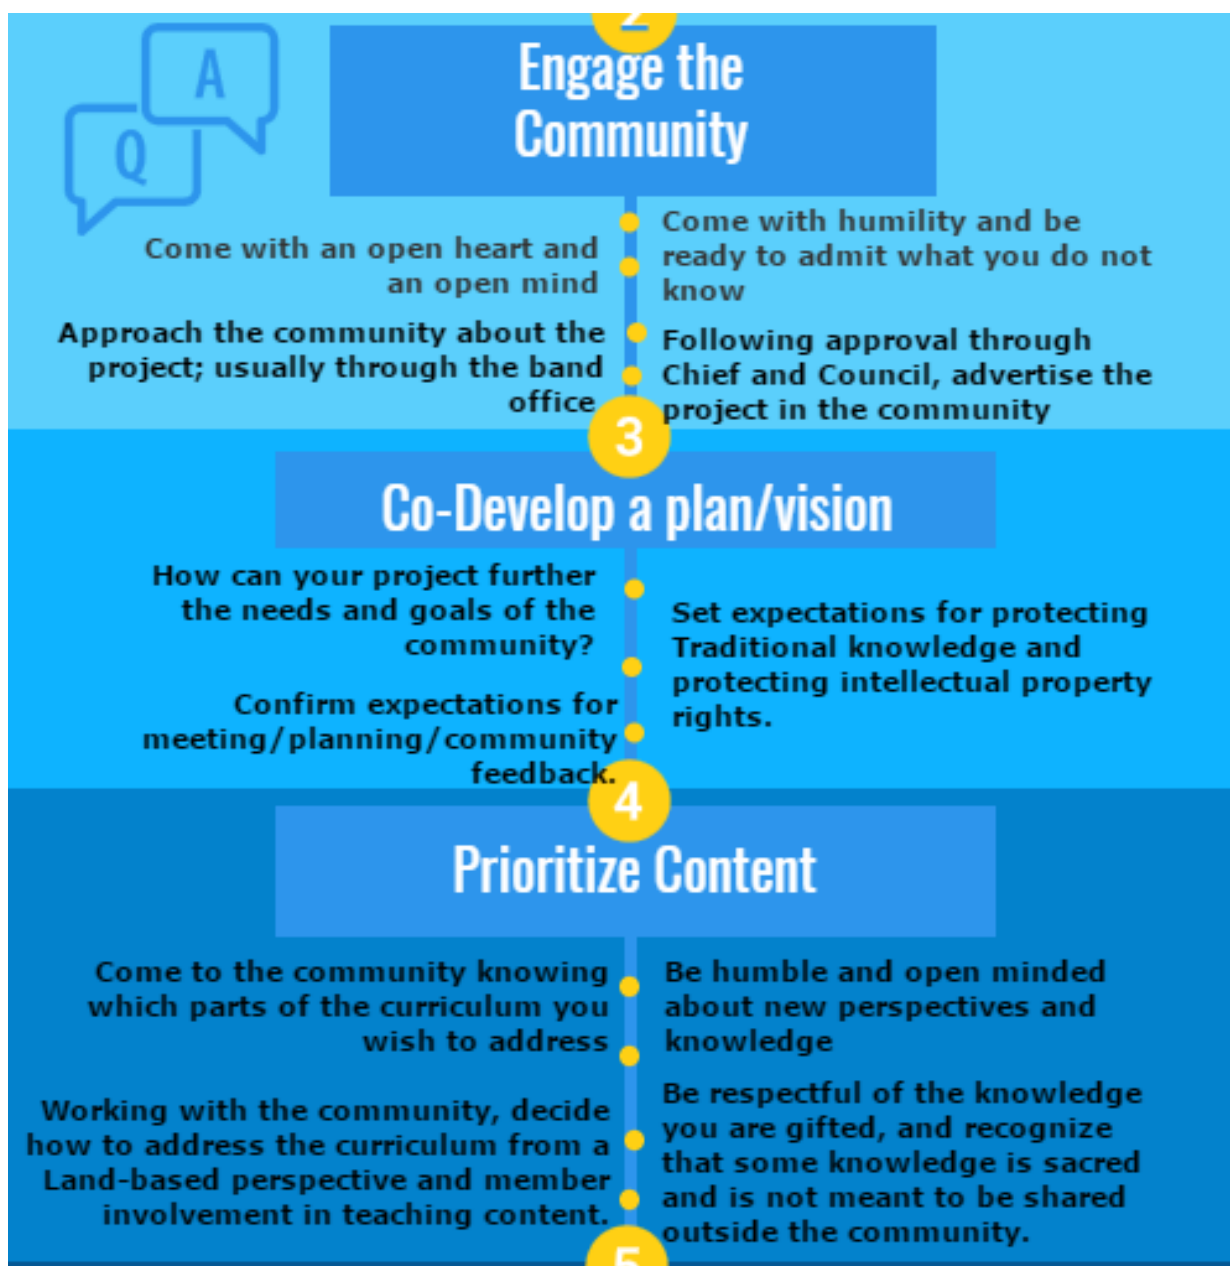 2
A
Q
Engage the
Community
Come with an open heart and
an open mind
Come with humility and be
ready to admit what you do not
know
Approach the community about the
project; usually through the band
office
Following approval through
Chief and Council, advertise the
project in the community
3
Co-Develop a plan/vision
How can your project further
the needs and goals of the
community?
Set expectations for protecting
Traditional knowledge and
protecting intellectual property
rights.
Confirm expectations for
meeting/planning/community
feedback.
4
Prioritize Content
Come to the community knowing
which parts of the curriculum you
wish to address
Be humble and open minded
about new perspectives and
knowledge
Working with the community, decide
how to address the curriculum from a
Land-based perspective and member
involvement in teaching content.
Be respectful of the knowledge
you are gifted, and recognize
that some knowledge is sacred
and is not meant to be shared
outside the community.
5